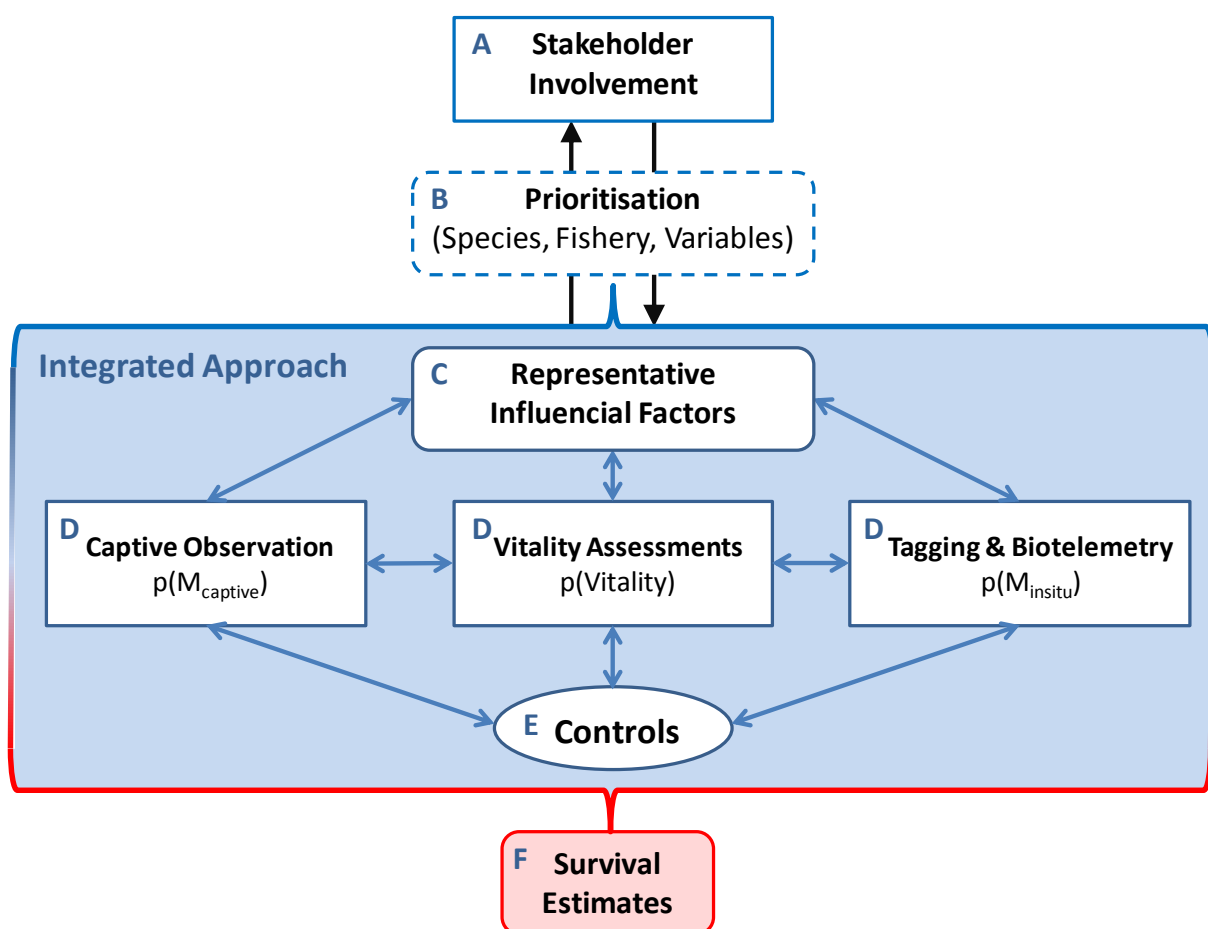 A Stakeholder
Involvement
B Prioritisation
(Species, Fishery, Variables)
Integrated Approach
C Representative
Influencial Factors
D Captive Observation
p(Mcaptive)
D Vitality Assessments
p(Vitality)
D Tagging & Biotelemetry
p(Minsitu)
E Controls
F Survival
Estimates